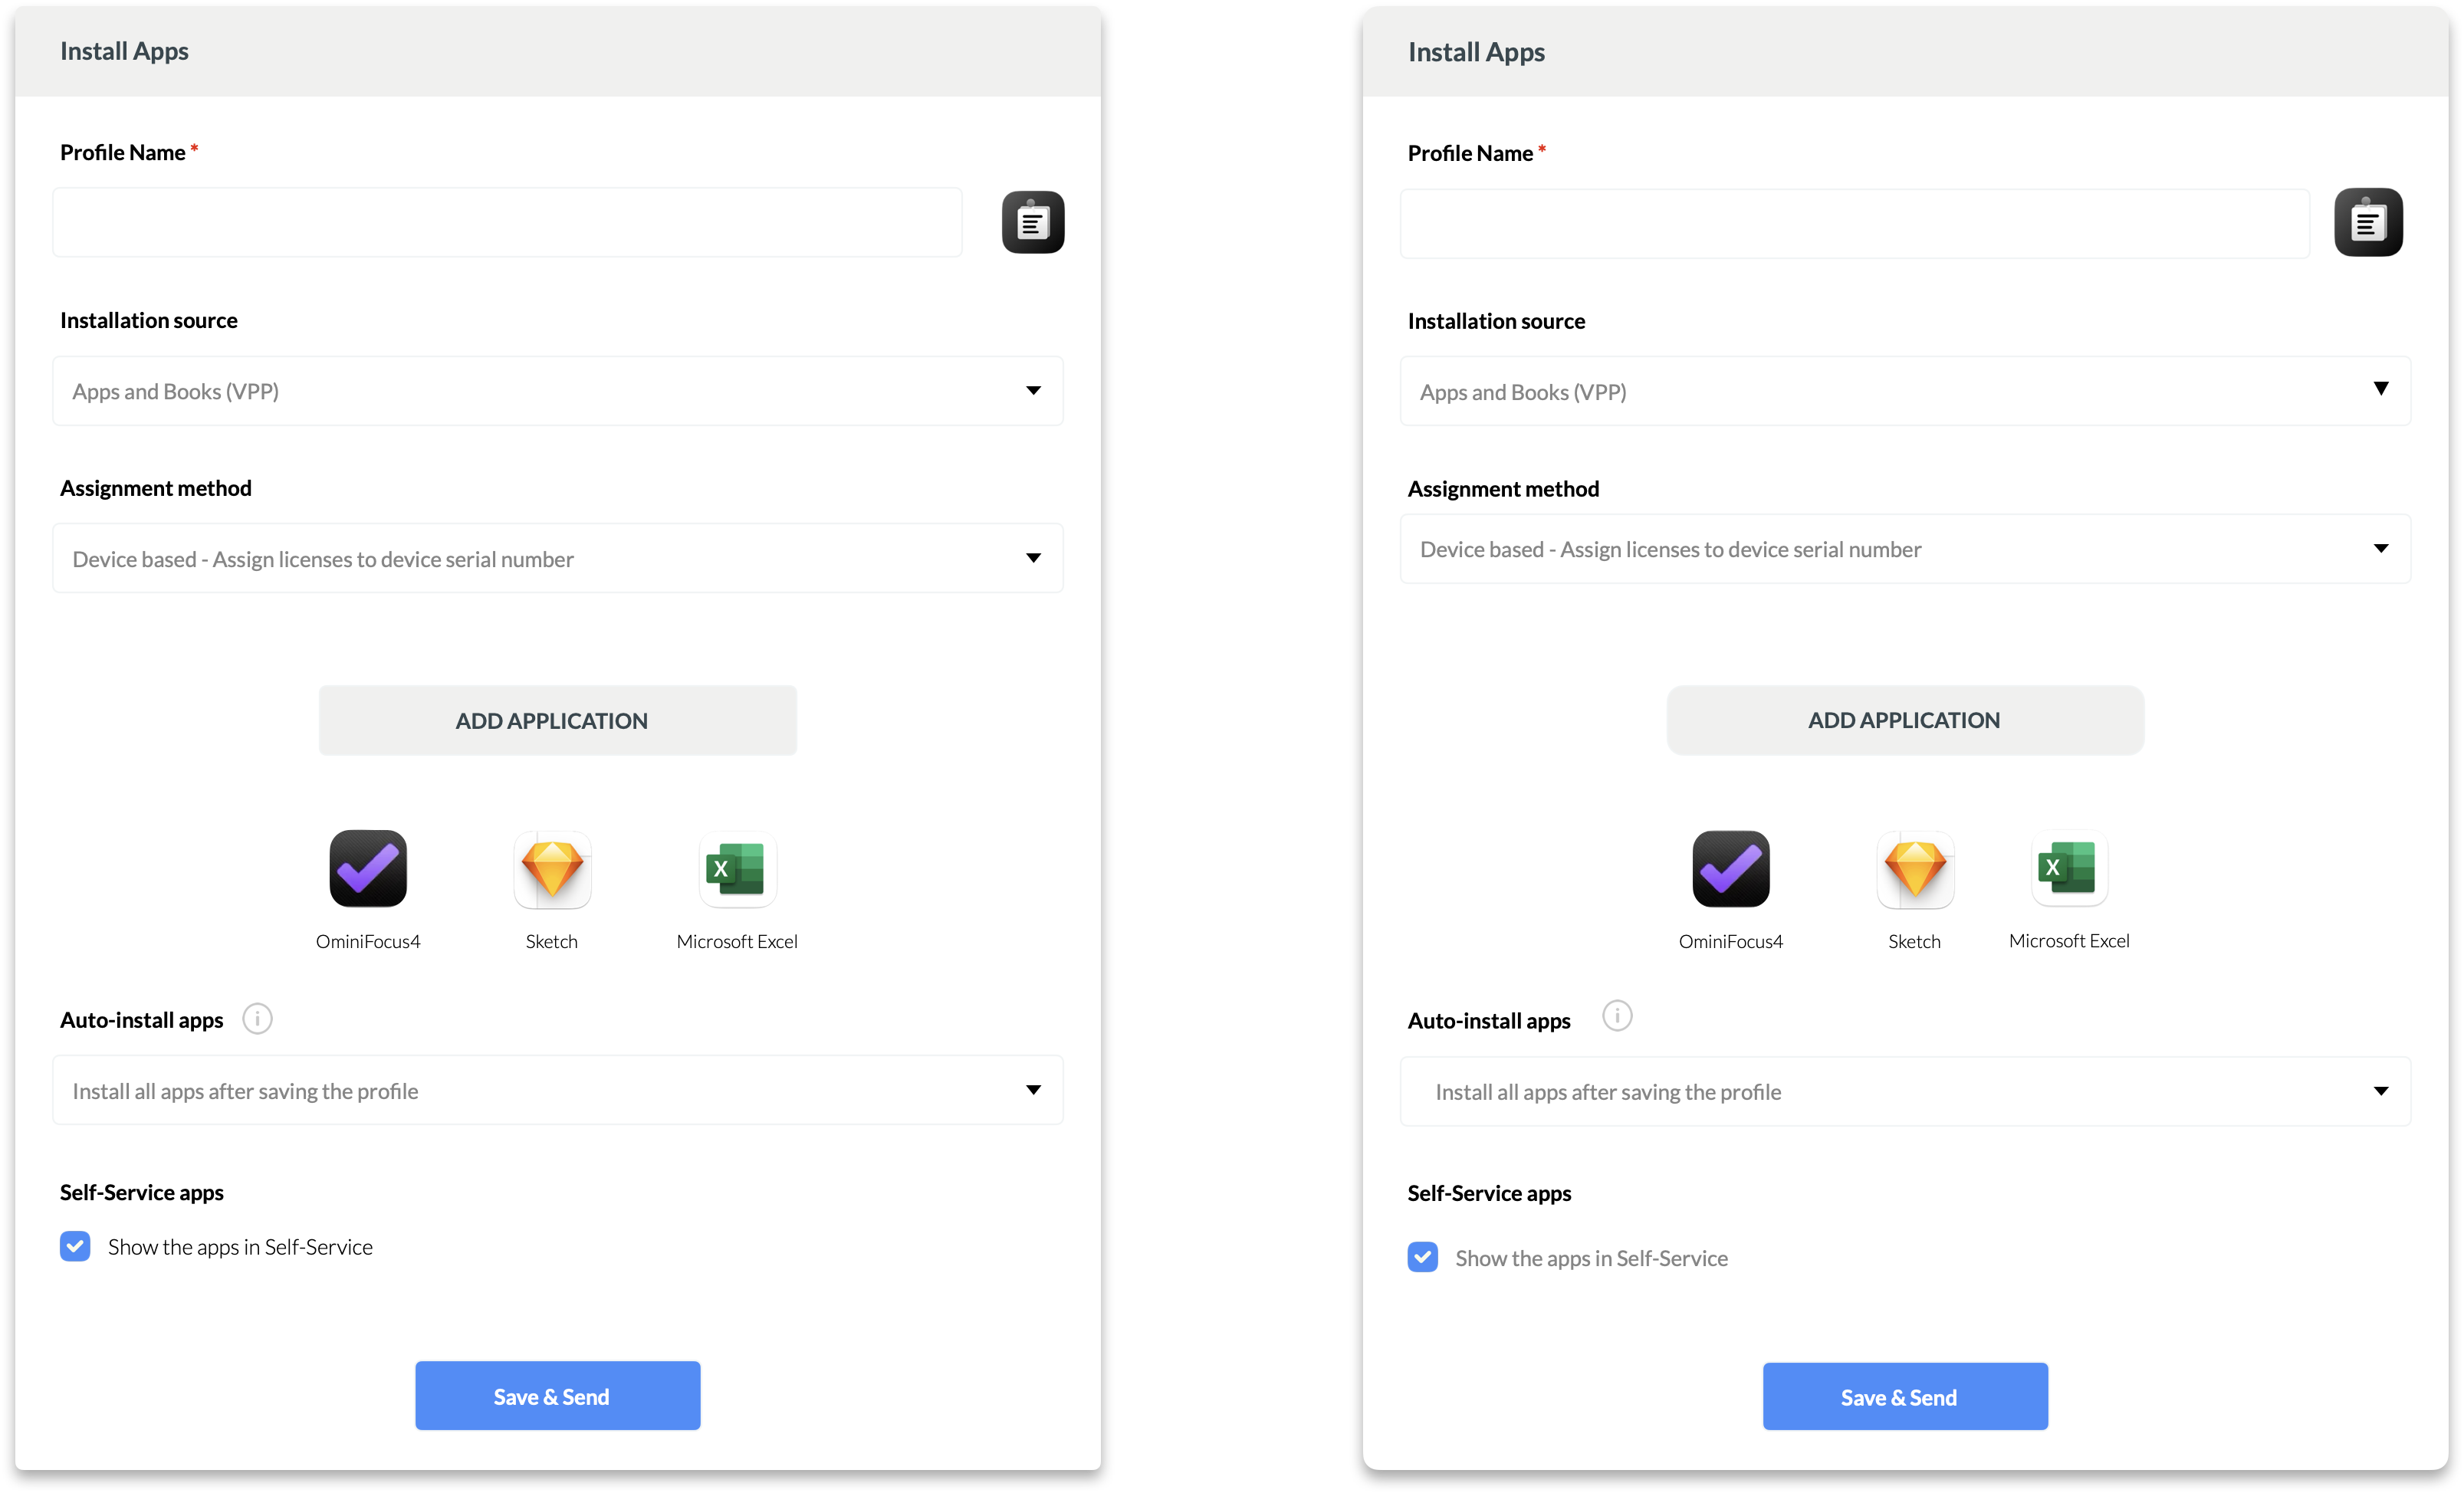 Install Apps
Profile Name *
Installation source
Apps and Books (VPP)
Assignment method
Device based - Assign licenses to device serial number
ADD APPLICATION
X
OminiFocus4 Sketch Microsoft Excel
Auto-install apps i
Install all apps after saving the profile
Self-Service apps
Show the apps in Self-Service
Save & Send
Install Apps
Profile Name *
Installation source
Apps and Books (VPP)
Assignment method
Device based - Assign licenses to device serial number
ADD APPLICATION
X
OminiFocus4 Sketch Microsoft Excel
Auto-install apps i
Install all apps after saving the profile
Self-Service apps
Show the apps in Self-Service
Save & Send